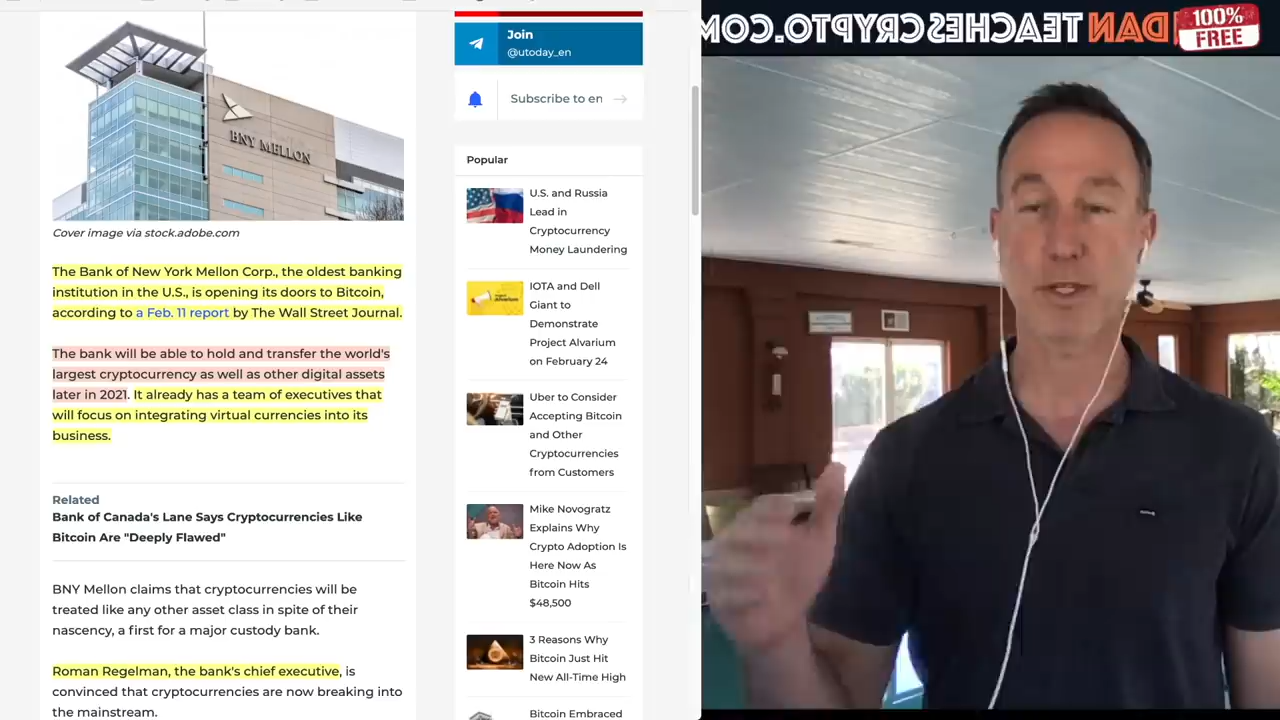 BNY MELLON
Cover image via stock.adobe.com
The Bank of New York Mellon Corp., the oldest banking
institution in the U.S., is opening its doors to Bitcoin,
according to a Feb. 11 report by The Wall Street Journal.
The bank will be able to hold and transfer the world's
largest cryptocurrency as well as other digital assets
later in 2021. It already has a team of executives that
will focus on integrating virtual currencies into its
business.
Related
Bank of Canada's Lane Says Cryptocurrencies Like
Bitcoin Are "Deeply Flawed"
BNY Mellon claims that cryptocurrencies will be
treated like any other asset class in spite of their
nascency, a first for a major custody bank.
Roman Regelman, the bank's chief executive, is
convinced that cryptocurrencies are now breaking into
the mainstream.
Join
@utoday_en
Subscribe to en
Popular
U.S. and Russia
Lead in
Cryptocurrency
Money Laundering
IOTA and Dell
Giant to
Demonstrate
Project Alvarium
on February 24
Uber to Consider
Accepting Bitcoin
and Other
Cryptocurrencies
from Customers
Mike Novogratz
Explains Why
Crypto Adoption Is
Here Now As
Bitcoin Hits
$48,500
3 Reasons Why
Bitcoin Just Hit
New All-Time High
Bitcoin Embraced
DAN TEACHES CRYPTO.COM
100%
FREE